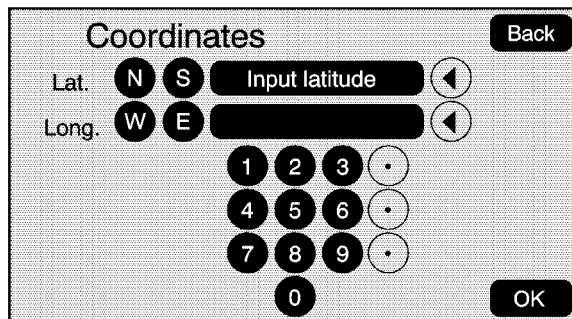 Coordinates Back
Lat. N S Input latitude
Long. W E
1 2 3 .
4 5 6 .
7 8 9 .
0 OK